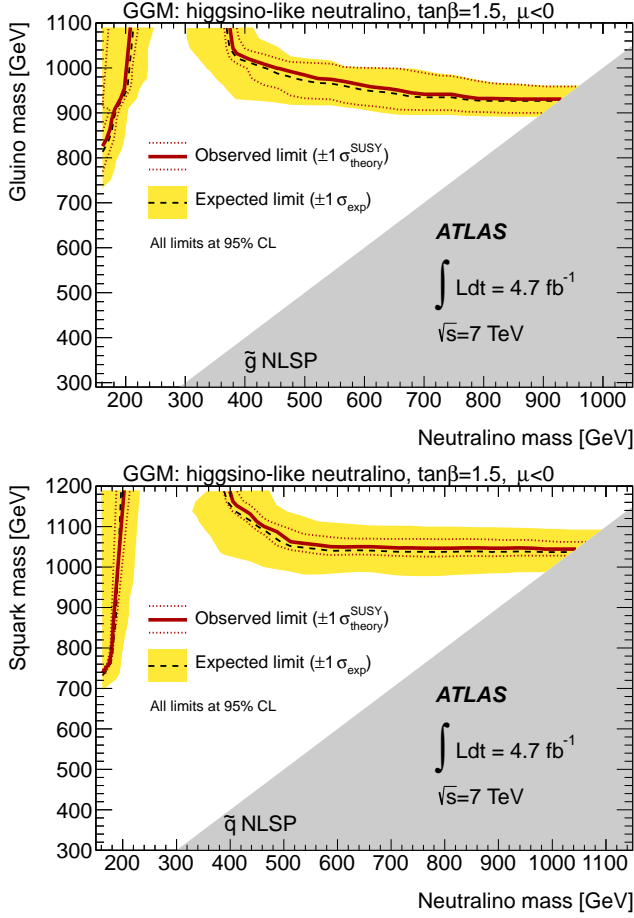 GGM: higgsino-like neutralino, tanβ=1.5, μ<0
Gluino mass [GeV]
1100
1000
900
800
700
600
500
400
300
Observed limit (±1 σ^SUSY_theory)
Expected limit (±1 σ_exp)
All limits at 95% CL
ATLAS
∫ Ldt = 4.7 fb⁻¹
√s=7 TeV
g̃ NLSP
200 300 400 500 600 700 800 900 1000
Neutralino mass [GeV]
GGM: higgsino-like neutralino, tanβ=1.5, μ<0
Squark mass [GeV]
1200
1100
1000
900
800
700
600
500
400
300
Observed limit (±1 σ^SUSY_theory)
Expected limit (±1 σ_exp)
All limits at 95% CL
ATLAS
∫ Ldt = 4.7 fb⁻¹
√s=7 TeV
q̃ NLSP
200 300 400 500 600 700 800 900 1000 1100
Neutralino mass [GeV]